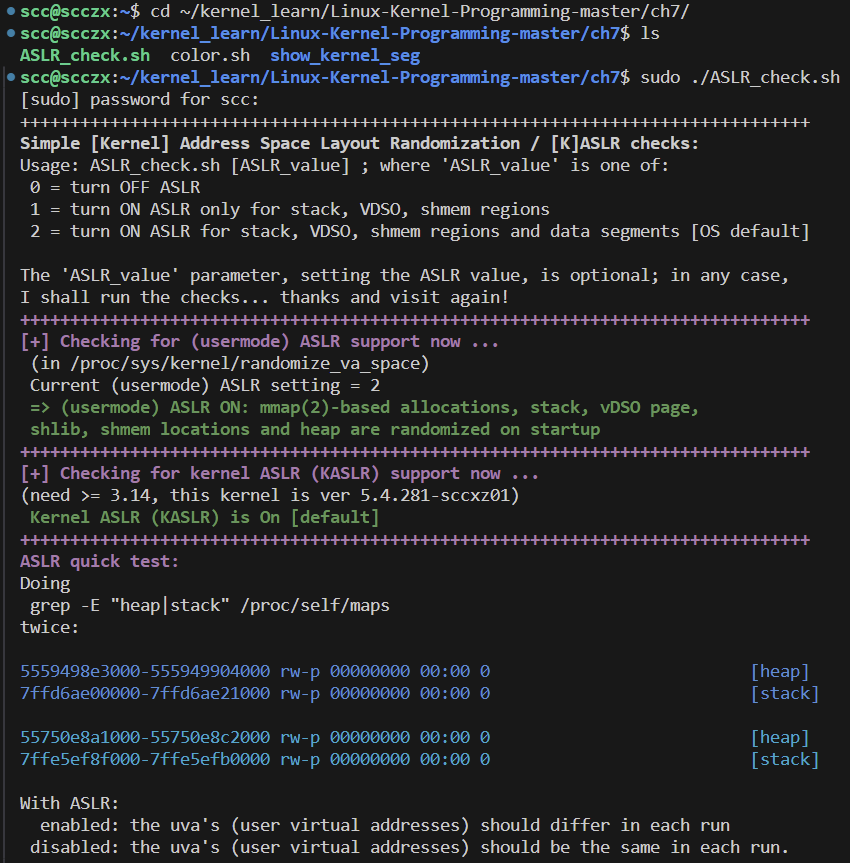 scc@scczx:~$ cd ~/kernel_learn/Linux-Kernel-Programming-master/ch7/
scc@scczx:~/kernel_learn/Linux-Kernel-Programming-master/ch7$ ls
ASLR_check.sh  color.sh  show_kernel_seg
scc@scczx:~/kernel_learn/Linux-Kernel-Programming-master/ch7$ sudo ./ASLR_check.sh
[sudo] password for scc:
+++++++++++++++++++++++++++++++++++++++++++++++++++++++++++++++++++++++++++++++
Simple [Kernel] Address Space Layout Randomization / [K]ASLR checks:
Usage: ASLR_check.sh [ASLR_value] ; where 'ASLR_value' is one of:
 0 = turn OFF ASLR
 1 = turn ON ASLR only for stack, VDSO, shmem regions
 2 = turn ON ASLR for stack, VDSO, shmem regions and data segments [OS default]

The 'ASLR_value' parameter, setting the ASLR value, is optional; in any case,
I shall run the checks... thanks and visit again!
+++++++++++++++++++++++++++++++++++++++++++++++++++++++++++++++++++++++++++++++
[+] Checking for (usermode) ASLR support now ...
 (in /proc/sys/kernel/randomize_va_space)
 Current (usermode) ASLR setting = 2
 => (usermode) ASLR ON: mmap(2)-based allocations, stack, vDSO page,
 shlib, shmem locations and heap are randomized on startup
+++++++++++++++++++++++++++++++++++++++++++++++++++++++++++++++++++++++++++++++
[+] Checking for kernel ASLR (KASLR) support now ...
(need >= 3.14, this kernel is ver 5.4.281-sccxz01)
 Kernel ASLR (KASLR) is On [default]
+++++++++++++++++++++++++++++++++++++++++++++++++++++++++++++++++++++++++++++++
ASLR quick test:
Doing
 grep -E "heap|stack" /proc/self/maps
twice:

5559498e3000-555949904000 rw-p 00000000 00:00 0                          [heap]
7ffd6ae00000-7ffd6ae21000 rw-p 00000000 00:00 0                          [stack]

55750e8a1000-55750e8c2000 rw-p 00000000 00:00 0                          [heap]
7ffe5ef8f000-7ffe5efb0000 rw-p 00000000 00:00 0                          [stack]

With ASLR:
  enabled: the uva's (user virtual addresses) should differ in each run
 disabled: the uva's (user virtual addresses) should be the same in each run.